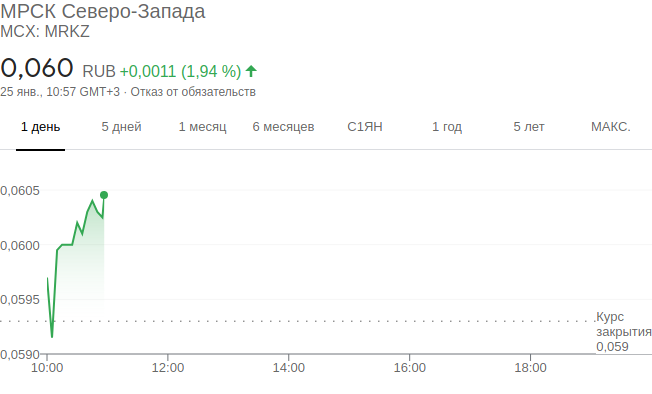 МРСК Северо-Запада
MCX: MRKZ
0,060 RUB +0,0011 (1,94 %)
25 янв., 10:57 GMT+3 · Отказ от обязательств
1 день 5 дней 1 месяц 6 месяцев С1ЯН 1 год 5 лет МАКС.
0,0605
0,0600
0,0595
Курс
закрытия
0,059
0,0590
10:00 12:00 14:00 16:00 18:00